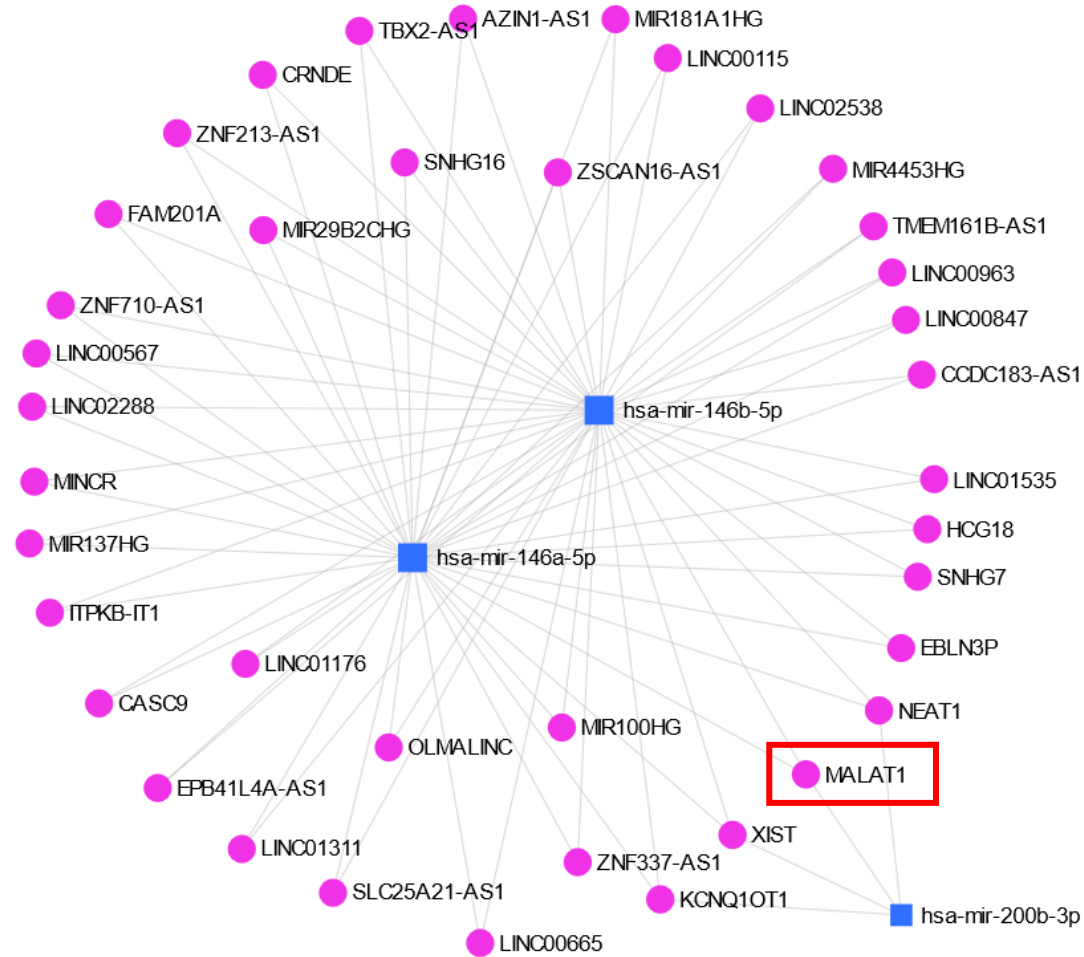 AZIN1-AS1
MIR181A1HG
TBX2-AS1
LINC00115
CRNDE
LINC02538
ZNF213-AS1
SNHG16
ZSCAN16-AS1
MIR4453HG
FAM201A
MIR29B2CHG
TMEM161B-AS1
LINC00963
ZNF710-AS1
LINC00847
LINC00567
CCDC183-AS1
LINC02288
hsa-mir-146b-5p
MINCR
LINC01535
HCG18
MIR137HG
hsa-mir-146a-5p
SNHG7
ITPKB-IT1
EBLN3P
LINC01176
CASC9
NEAT1
MIR100HG
OLMALINC
MALAT1
EPB41L4A-AS1
XIST
LINC01311
ZNF337-AS1
SLC25A21-AS1
KCNQ1OT1
hsa-mir-200b-3p
LINC00665